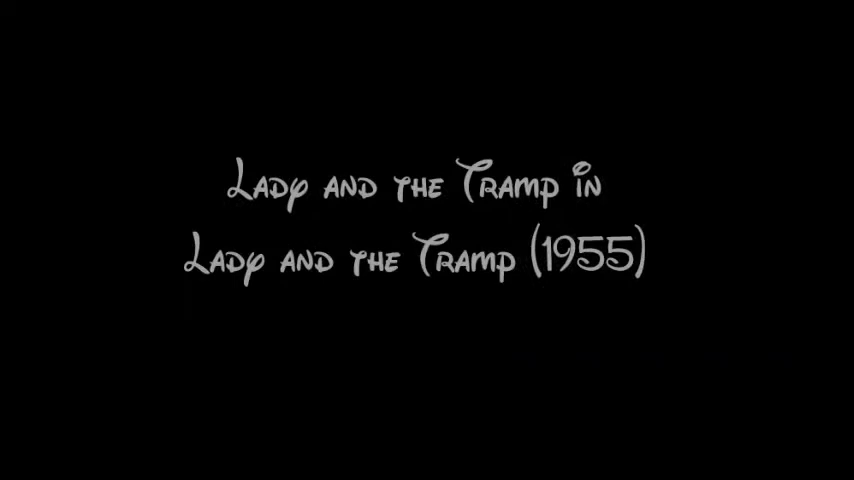 Lady and the Tramp in
Lady and the Tramp (1955)